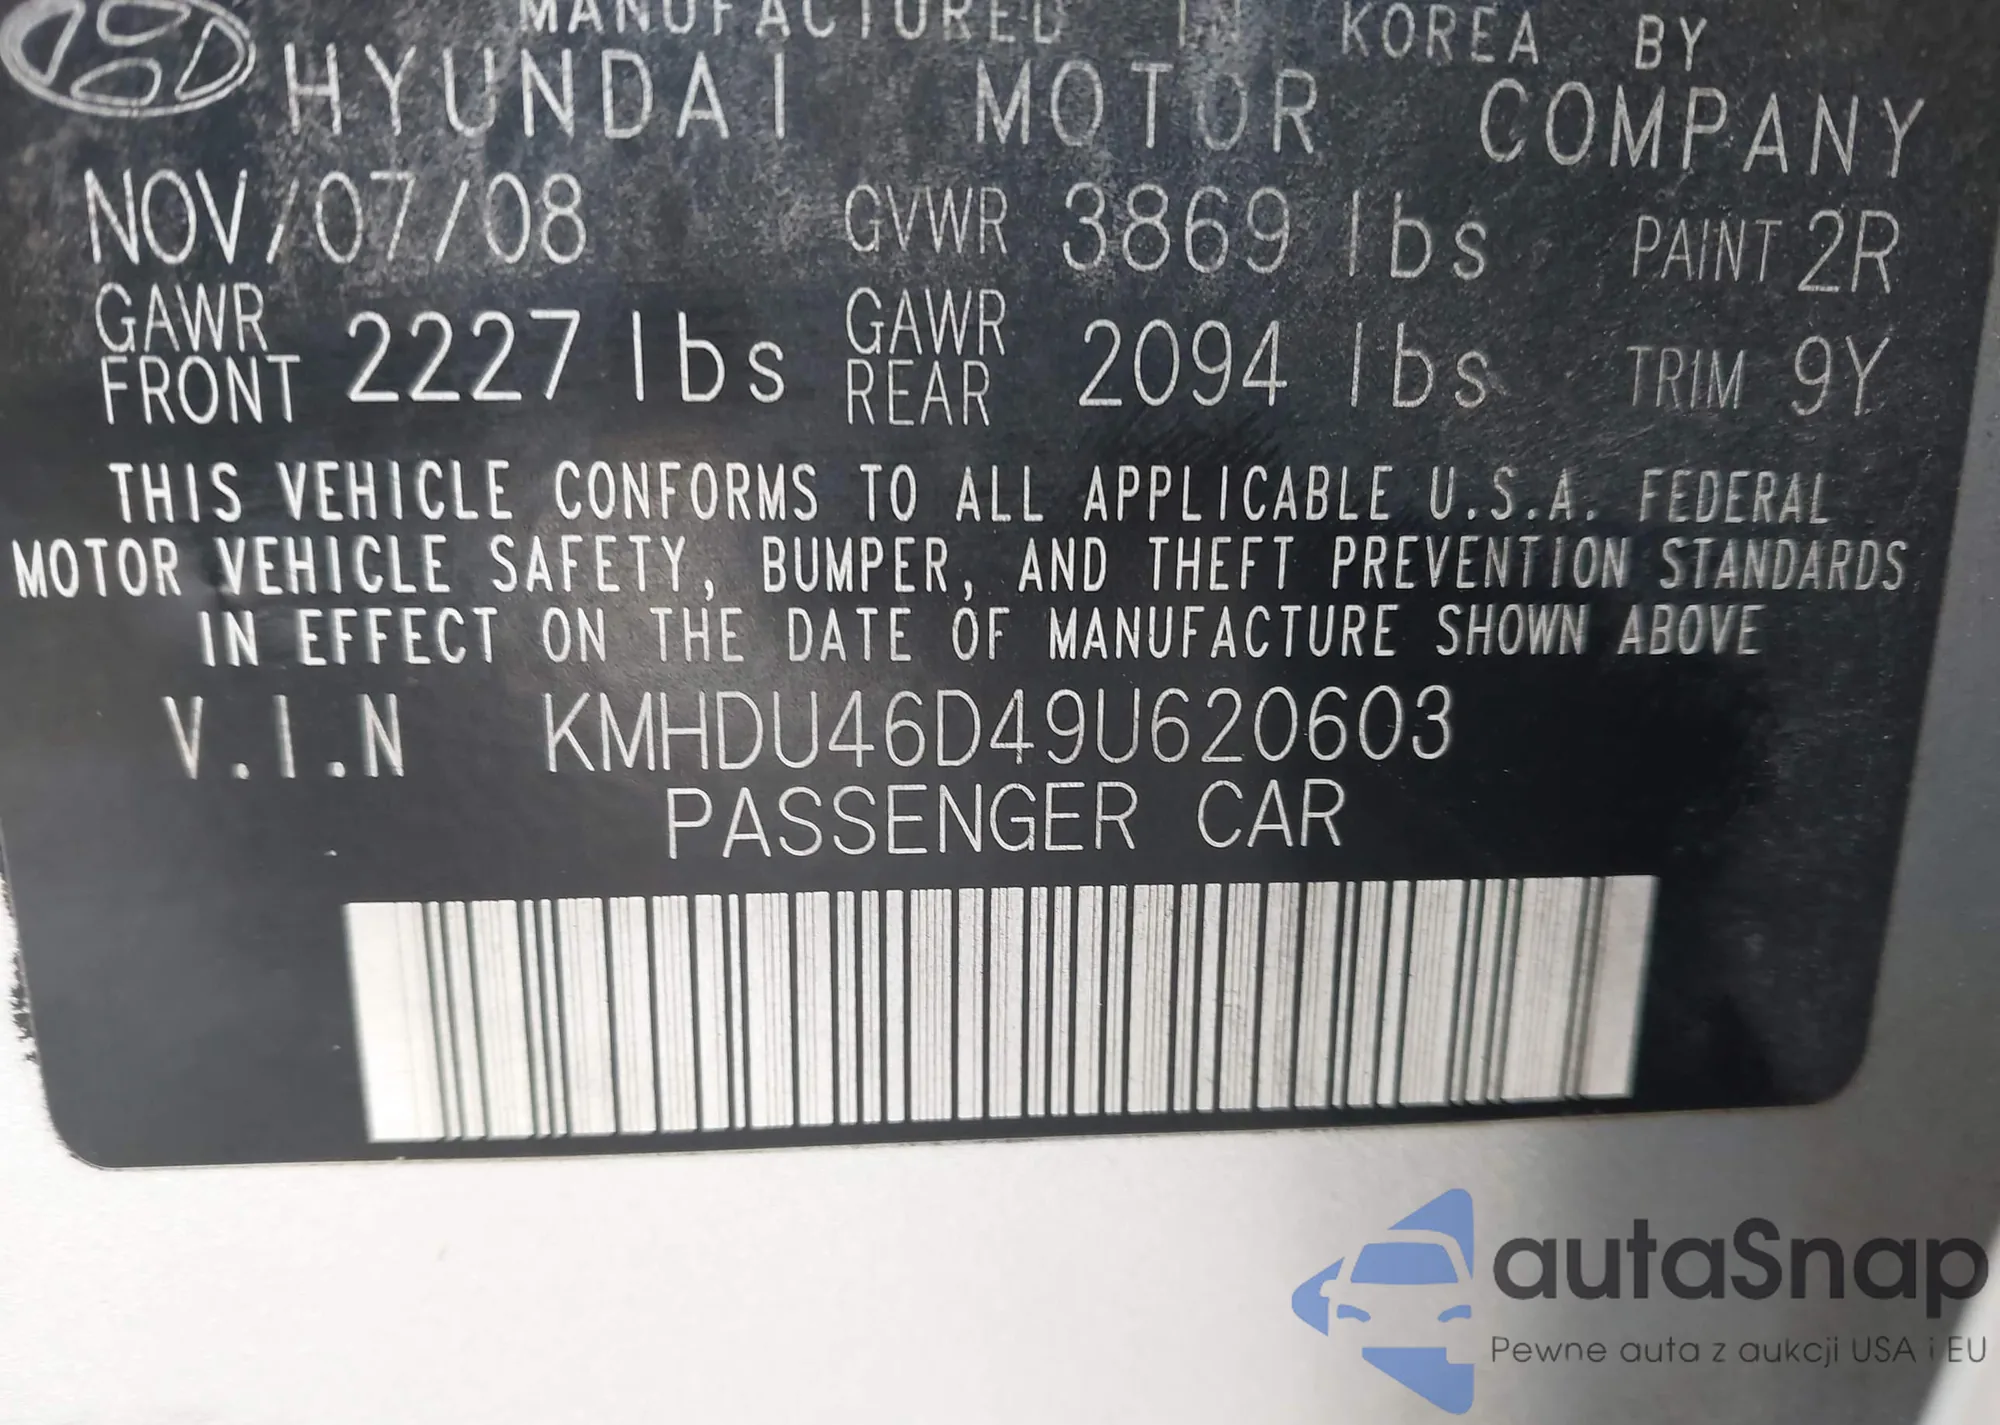 MANUFACTURED IN KOREA BY
HYUNDAI MOTOR COMPANY
NOV/07/08 GVWR 3869 lbs PAINT 2R
GAWR FRONT 2227 lbs GAWR REAR 2094 lbs TRIM 9Y
THIS VEHICLE CONFORMS TO ALL APPLICABLE U.S.A. FEDERAL
MOTOR VEHICLE SAFETY, BUMPER, AND THEFT PREVENTION STANDARDS
IN EFFECT ON THE DATE OF MANUFACTURE SHOWN ABOVE
V.I.N KMHDU46D49U620603
PASSENGER CAR
autaSnap
Pewne auta z aukcji USA i EU